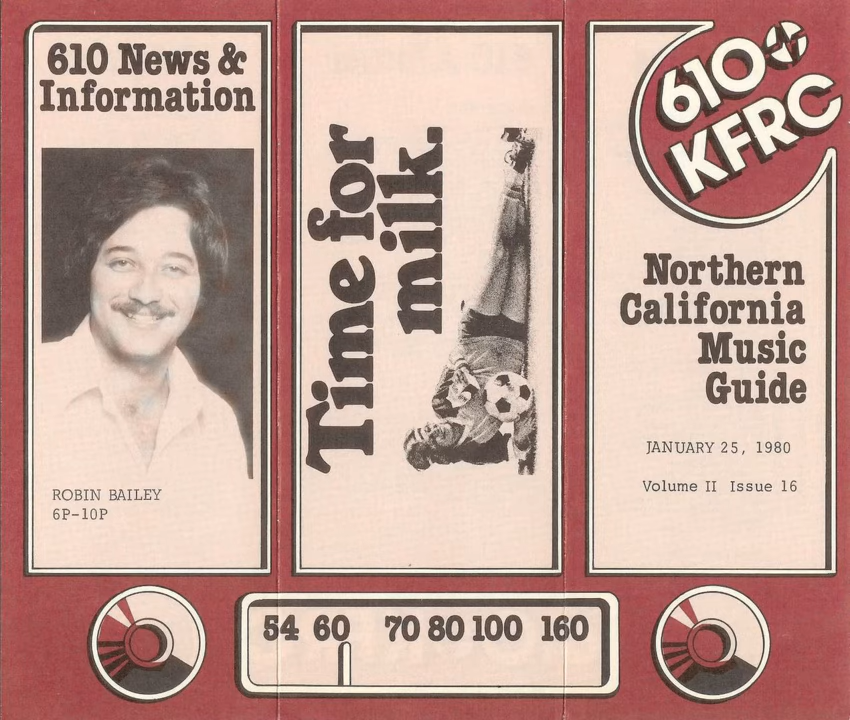 610 News &
Information
ROBIN BAILEY
6P-10P
Time for
milk.
610
KFRC
Northern
California
Music
Guide
JANUARY 25, 1980
Volume II Issue 16
54 60 70 80 100 160